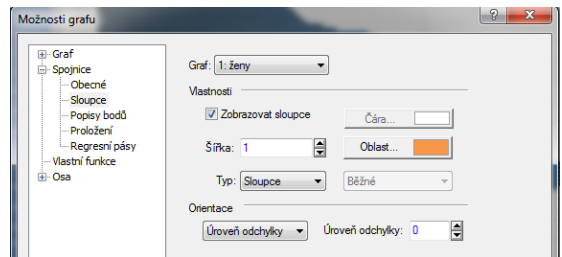 Možnosti grafu
Graf
Spojnice
Obecné
Sloupce
Popisy bodů
Proložení
Regresní pásy
Vlastní funkce
Osa
Graf: 1: ženy
Vlastnosti
Zobrazovat sloupce Čára...
Šířka: 1 Oblast...
Typ: Sloupce Běžné
Orientace
Úroveň odchylky Úroveň odchylky: 0